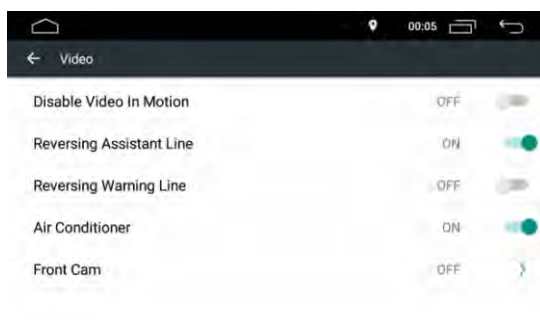 00:05
Video
Disable Video In Motion OFF
Reversing Assistant Line ON
Reversing Warning Line OFF
Air Conditioner ON
Front Cam OFF